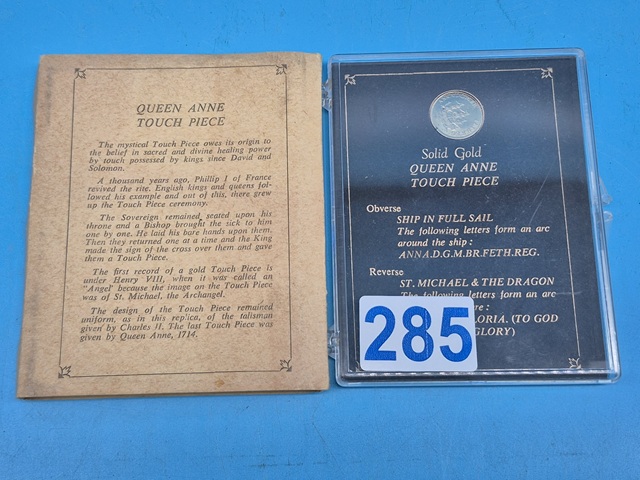 QUEEN ANNE
TOUCH PIECE
The mystical Touch Piece owes its origin to
the belief in sacred and divine healing power
by touch possessed by kings since David and
Solomon.
A thousand years ago, Phillip I of France
revived the rite. English kings and queens fol-
lowed his example and out of this, there grew
up the Touch Piece ceremony.
The Sovereign remained seated upon his
throne and a Bishop brought the sick to him
one by one. He laid his bare hands upon them.
Then they returned one at a time and the King
made the sign of the cross over them and gave
them a Touch Piece.
The first record of a gold Touch Piece is
under Henry VIII, when it was called an
"Angel" because the image on the Touch Piece
was of St. Michael, the Archangel.
The design of the Touch Piece remained
uniform, as in this replica, of the talisman
given by Charles II. The last Touch Piece was
given by Queen Anne, 1714.
Solid Gold
QUEEN ANNE
TOUCH PIECE
Obverse
SHIP IN FULL SAIL
The following letters form an arc
around the ship:
ANNA.D.G.M.BR.FETH.REG.
Reverse
ST. MICHAEL & THE DRAGON
The following letters form an arc
LORIA. (TO GOD
GLORY)
285